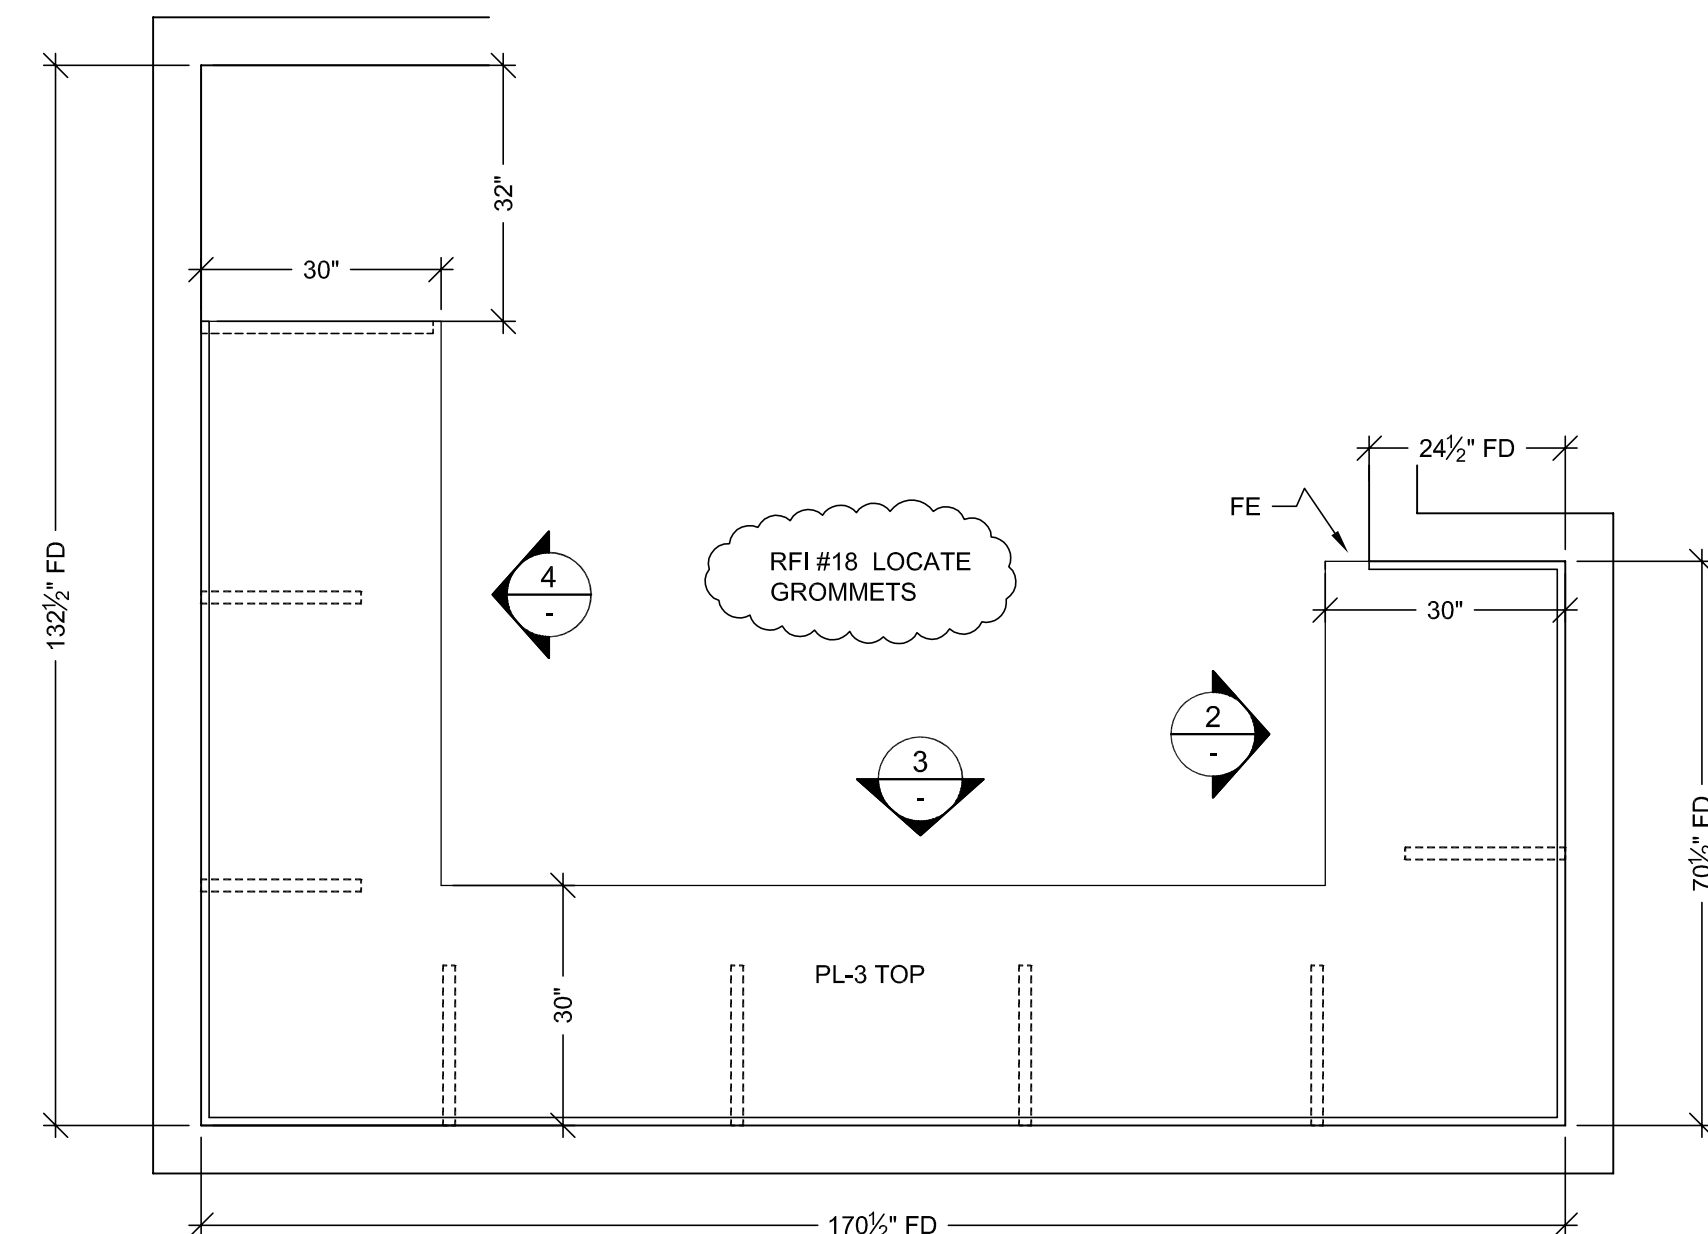 32"
30"
24½" FD
FE
132½" FD
RFI #18 LOCATE
GROMMETS
4
-
30"
2
-
3
-
70½" FD
PL-3 TOP
30"
170½" FD